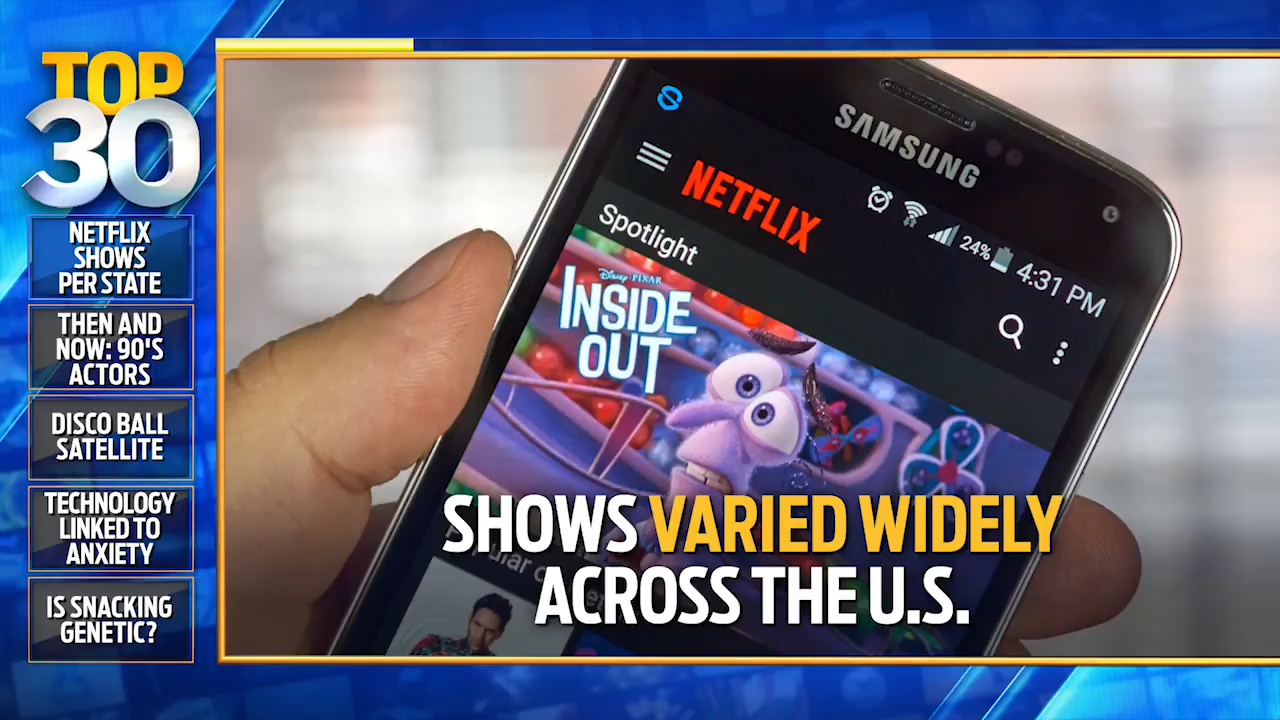 TOP
30
NETFLIX
SHOWS
PER STATE
THEN AND
NOW: 90'S
ACTORS
DISCO BALL
SATELLITE
TECHNOLOGY
LINKED TO
ANXIETY
IS SNACKING
GENETIC?
SAMSUNG
NETFLIX
24% 4:31 PM
Spotlight
Disney PIXAR
INSIDE
OUT
SHOWS VARIED WIDELY
ACROSS THE U.S.